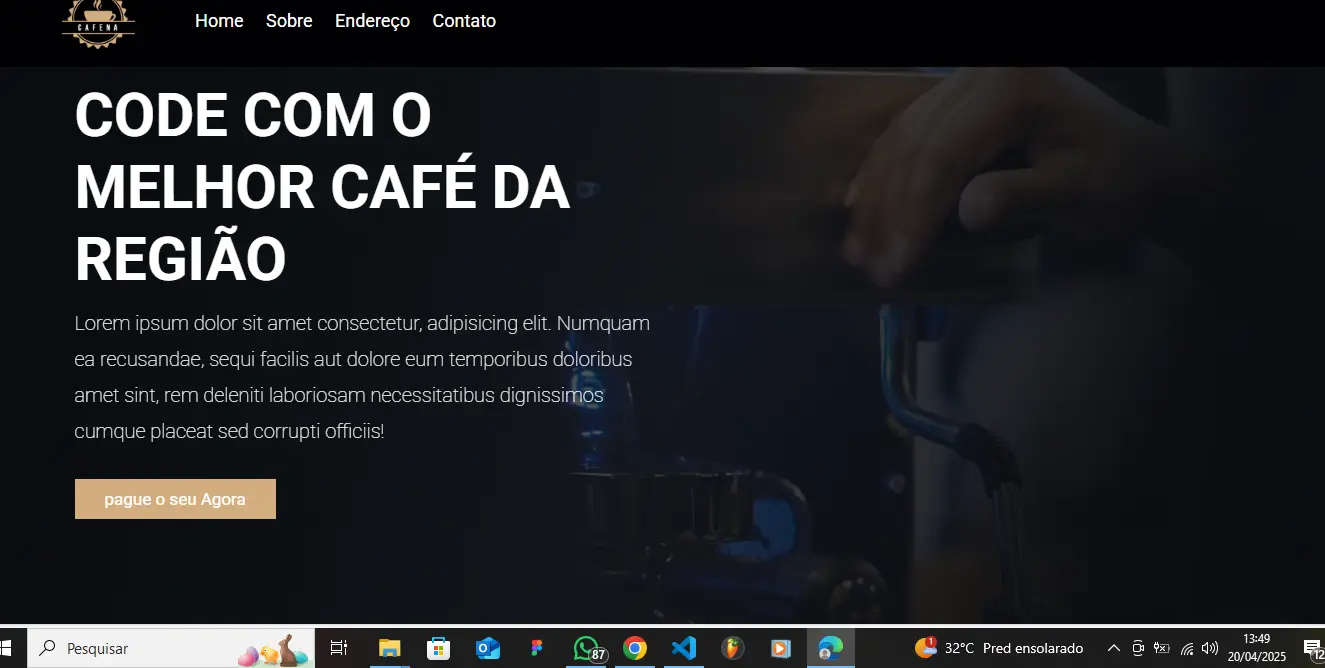 CAFENA
Home Sobre Endereço Contato
CODE COM O
MELHOR CAFÉ DA
REGIÃO
Lorem ipsum dolor sit amet consectetur, adipisicing elit. Numquam
ea recusandae, sequi facilis aut dolore eum temporibus doloribus
amet sint, rem deleniti laboriosam necessitatibus dignissimos
cumque placeat sed corrupti officiis!
pague o seu Agora
Pesquisar
87
1
32°C Pred ensolarado
13:49
20/04/2025
12